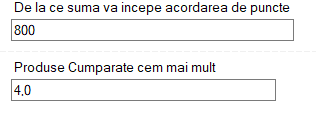 De la ce suma va incepe acordarea de puncte
800
Produse Cumparate cem mai mult
4,0